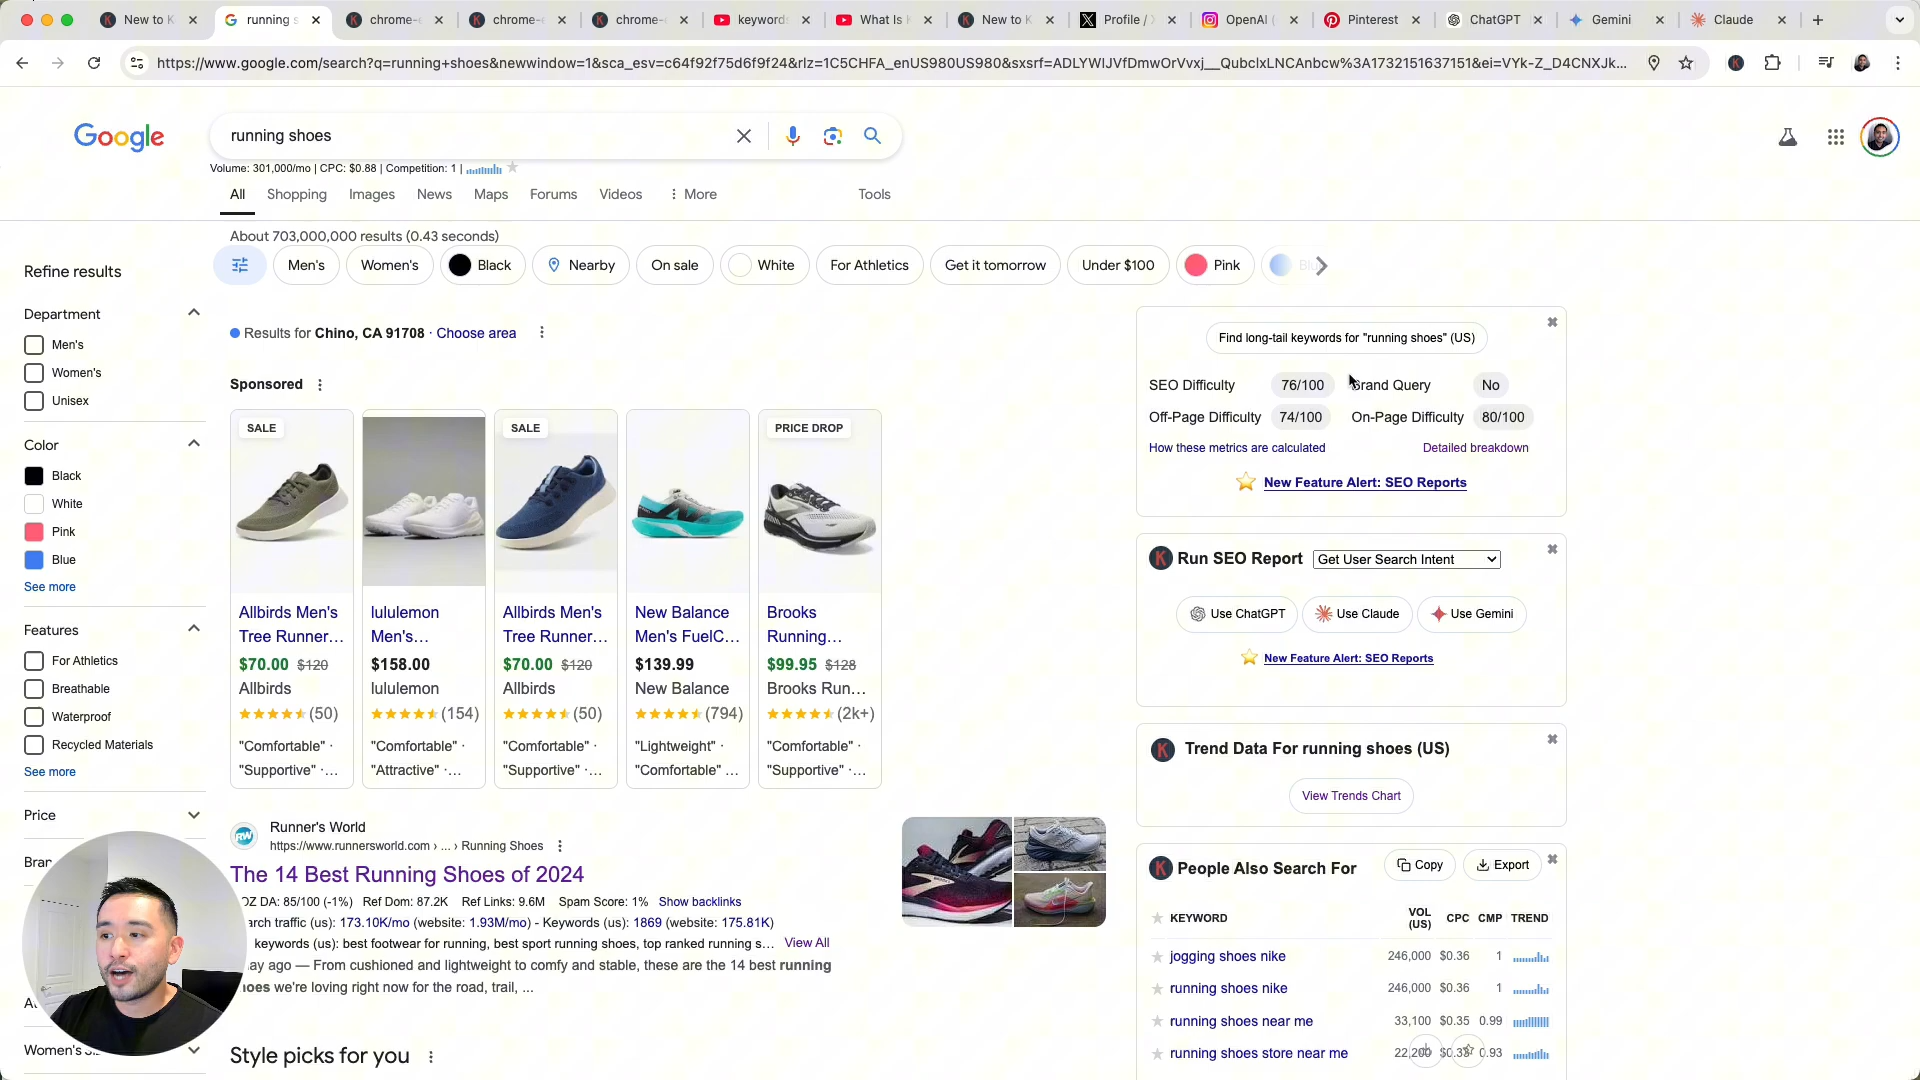 New to K
running s
chrome-e
chrome-e
chrome-e
keywords
What Is K
New to K
Profile / X
OpenAI (
Pinterest
ChatGPT
Gemini
Claude
https://www.google.com/search?q=running+shoes&newwindow=1&sca_esv=c64f92f75d6f9f24&rlz=1C5CHFA_enUS980US980&sxsrf=ADLYWIJVfDmwOrVvxj__QubclxLNCAnbcw%3A1732151637151&ei=VYk-Z_D4CNXJk...
Google
running shoes
Volume: 301,000/mo | CPC: $0.88 | Competition: 1 |
All Shopping Images News Maps Forums Videos More Tools
About 703,000,000 results (0.43 seconds)
Men's Women's Black Nearby On sale White For Athletics Get it tomorrow Under $100 Pink
Refine results
Department
Men's
Women's
Unisex
Color
Black
White
Pink
Blue
See more
Features
For Athletics
Breathable
Waterproof
Recycled Materials
See more
Price
Bran
Women's
Results for Chino, CA 91708 · Choose area
Sponsored
SALE
Allbirds Men's
Tree Runner...
$70.00 $120
Allbirds
(50)
"Comfortable" ·
"Supportive" ·...
lululemon
Men's...
$158.00
lululemon
(154)
"Comfortable" ·
"Attractive" ·...
SALE
Allbirds Men's
Tree Runner...
$70.00 $120
Allbirds
(50)
"Comfortable" ·
"Supportive" ·...
New Balance
Men's FuelC...
$139.99
New Balance
(794)
"Lightweight" ·
"Comfortable" ...
PRICE DROP
Brooks
Running...
$99.95 $128
Brooks Run...
(2k+)
"Comfortable" ·
"Supportive" ·...
RW
Runner's World
https://www.runnersworld.com › ... › Running Shoes
The 14 Best Running Shoes of 2024
OZ DA: 85/100 (-1%) Ref Dom: 87.2K Ref Links: 9.6M Spam Score: 1% Show backlinks
arch traffic (us): 173.10K/mo (website: 1.93M/mo) - Keywords (us): 1869 (website: 175.81K)
keywords (us): best footwear for running, best sport running shoes, top ranked running s... View All
ay ago — From cushioned and lightweight to comfy and stable, these are the 14 best running
hoes we're loving right now for the road, trail, ...
Style picks for you
Find long-tail keywords for "running shoes" (US)
SEO Difficulty 76/100 Brand Query No
Off-Page Difficulty 74/100 On-Page Difficulty 80/100
How these metrics are calculated Detailed breakdown
New Feature Alert: SEO Reports
K Run SEO Report Get User Search Intent
Use ChatGPT Use Claude Use Gemini
New Feature Alert: SEO Reports
K Trend Data For running shoes (US)
View Trends Chart
K People Also Search For Copy Export
KEYWORD VOL (US) CPC CMP TREND
jogging shoes nike 246,000 $0.36 1
running shoes nike 246,000 $0.36 1
running shoes near me 33,100 $0.35 0.99
running shoes store near me 22,200 0.93